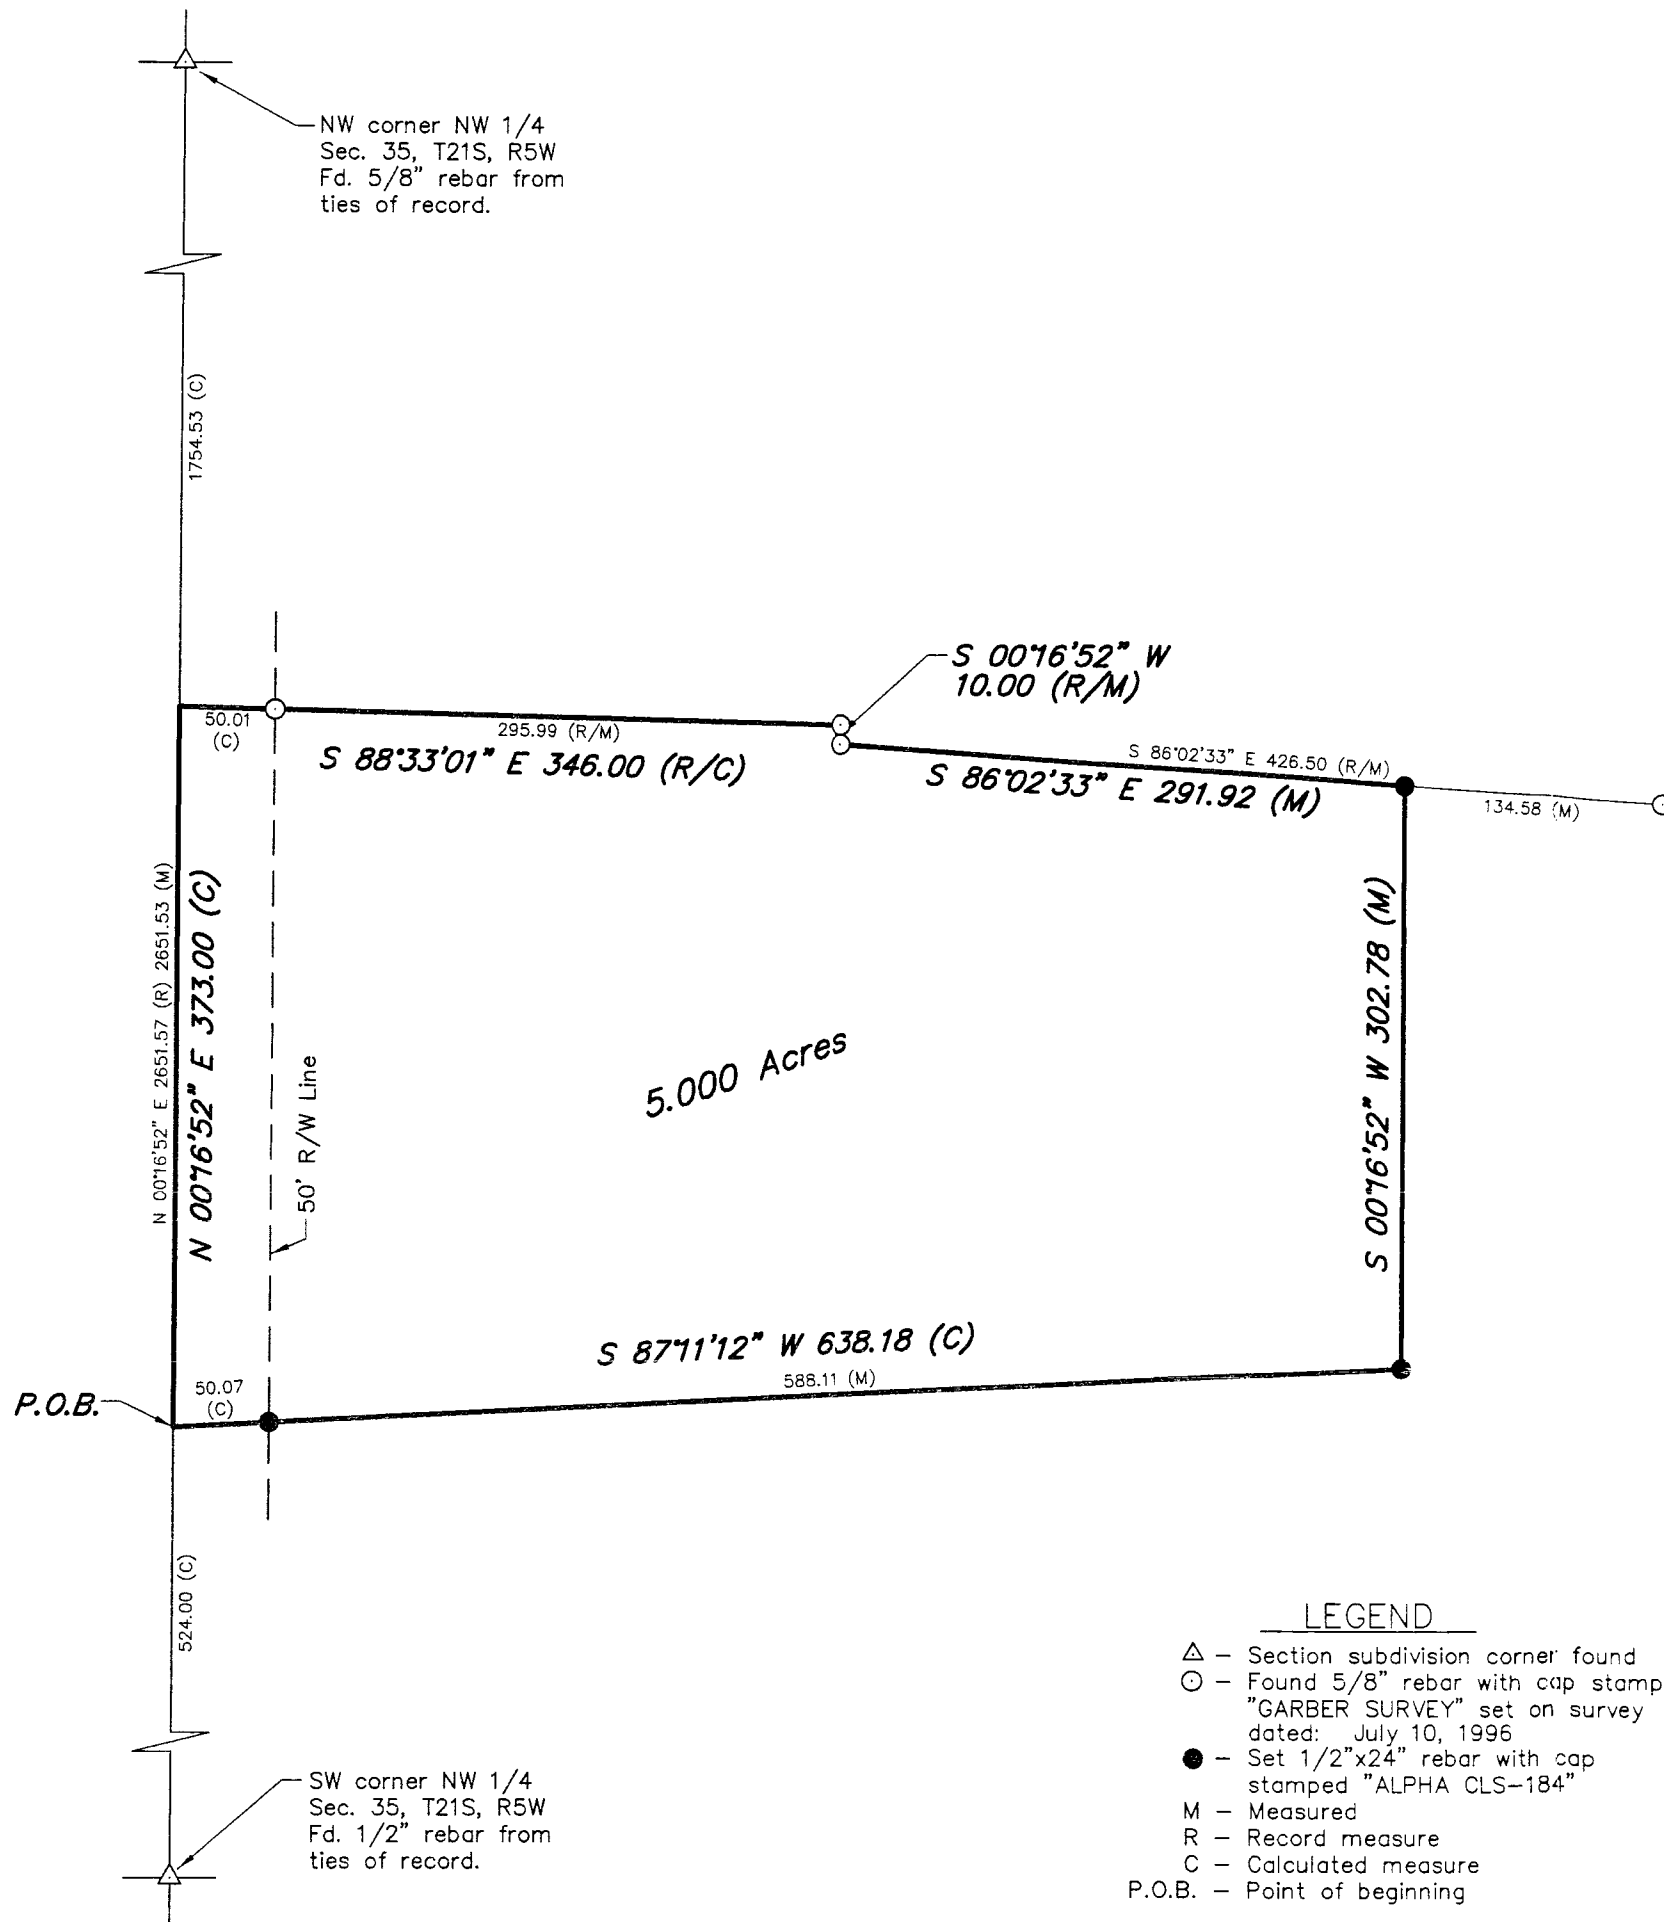 NW corner NW 1/4
Sec. 35, T21S, R5W
Fd. 5/8" rebar from
ties of record.
1754.53 (C)
S 00°16'52" W
10.00 (R/M)
50.01
(C)
295.99 (R/M)
S 88°33'01" E 346.00 (R/C)
S 86°02'33" E 426.50 (R/M)
S 86°02'33" E 291.92 (M)
134.58 (M)
N 00°16'52" E 2651.57 (R) 2651.53 (M)
N 00°16'52" E 373.00 (C)
50' R/W Line
5.000 Acres
S 00°16'52" W 302.78 (M)
S 87°11'12" W 638.18 (C)
588.11 (M)
50.07
(C)
P.O.B.
524.00 (C)
SW corner NW 1/4
Sec. 35, T21S, R5W
Fd. 1/2" rebar from
ties of record.
LEGEND
– Section subdivision corner found
– Found 5/8" rebar with cap stamp
"GARBER SURVEY" set on survey
dated: July 10, 1996
– Set 1/2"x24" rebar with cap
stamped "ALPHA CLS-184"
M – Measured
R – Record measure
C – Calculated measure
P.O.B. – Point of beginning